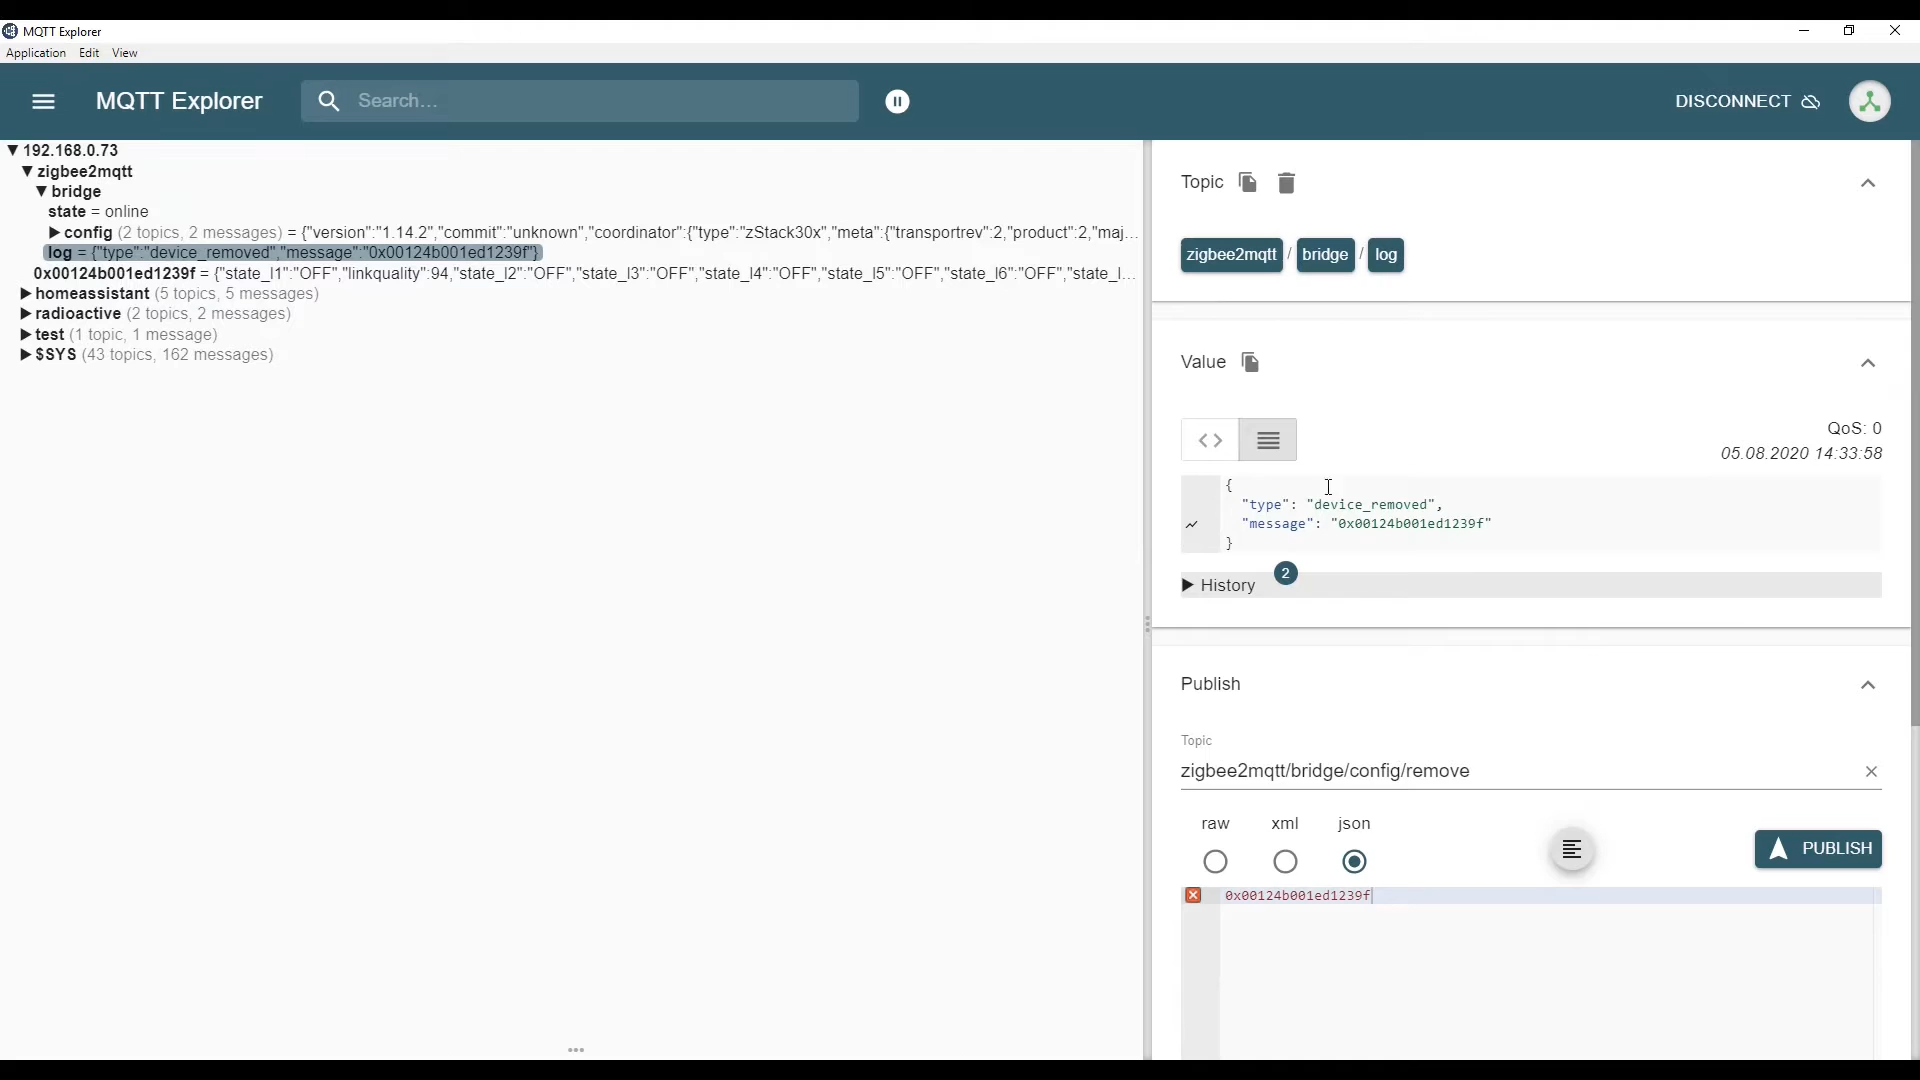 MQTT Explorer
Application Edit View
MQTT Explorer Search... DISCONNECT
192.168.0.73
zigbee2mqtt
bridge
state = online
config (2 topics, 2 messages) = {"version":"1.14.2","commit":"unknown","coordinator":{"type":"zStack30x","meta":{"transportrev":2,"product":2,"maj...
log = {"type":"device_removed","message":"0x00124b001ed1239f"}
0x00124b001ed1239f = {"state_l1":"OFF","linkquality":94,"state_l2":"OFF","state_l3":"OFF","state_l4":"OFF","state_l5":"OFF","state_l6":"OFF","state_l...
homeassistant (5 topics, 5 messages)
radioactive (2 topics, 2 messages)
test (1 topic, 1 message)
$SYS (43 topics, 162 messages)
Topic
zigbee2mqtt / bridge / log
Value
QoS: 0
05.08.2020 14:33:58
{
"type": "device_removed",
"message": "0x00124b001ed1239f"
}
History 2
Publish
Topic
zigbee2mqtt/bridge/config/remove
raw xml json
PUBLISH
0x00124b001ed1239f